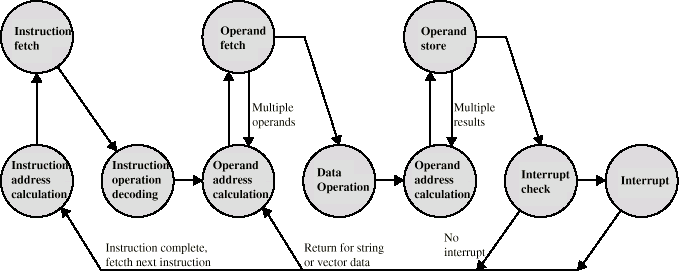 Instruction
fetch
Operand
fetch
Operand
store
Multiple
operands
Multiple
results
Instruction
address
calculation
Instruction
operation
decoding
Operand
address
calculation
Data
Operation
Operand
address
calculation
Interrupt
check
Interrupt
Instruction complete,
fetcth next instruction
Return for string
or vector data
No
interrupt